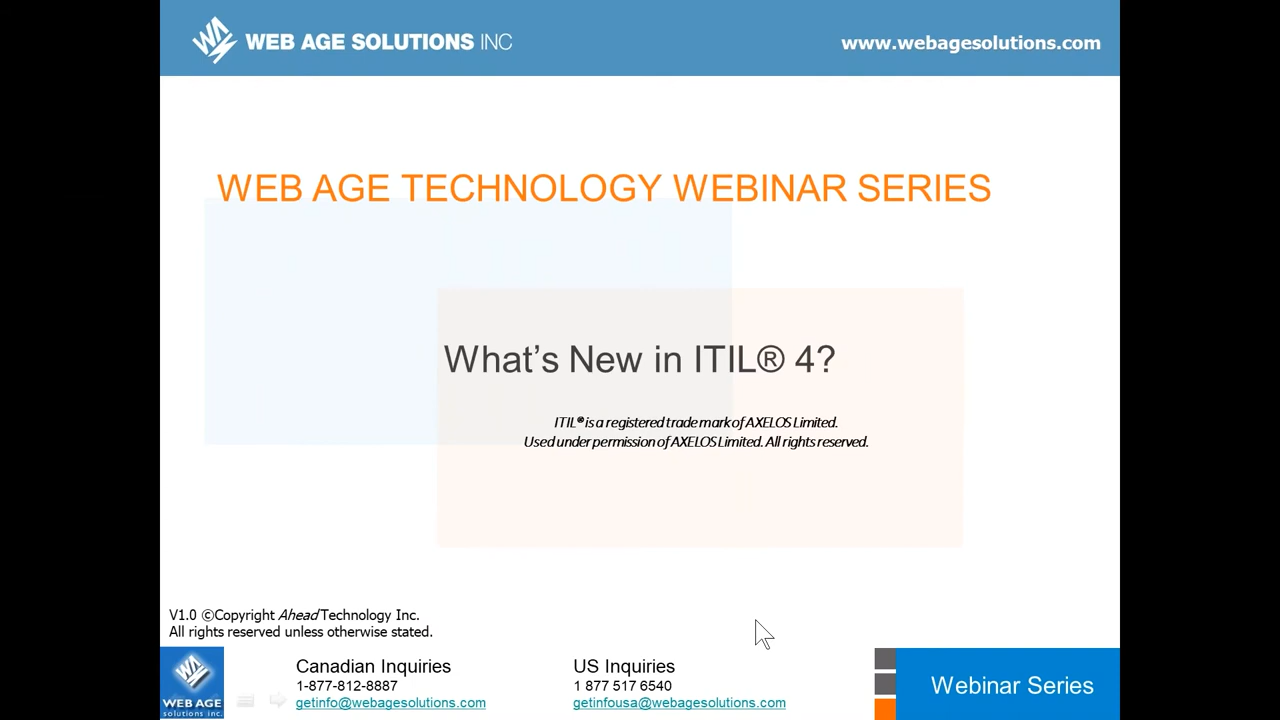 WEB AGE SOLUTIONS INC
www.webagesolutions.com
WEB AGE TECHNOLOGY WEBINAR SERIES
What's New in ITIL® 4?
ITIL® is a registered trade mark of AXELOS Limited.
Used under permission of AXELOS Limited. All rights reserved.
V1.0 ©Copyright Ahead Technology Inc.
All rights reserved unless otherwise stated.
WEB AGE
solutions inc.
Canadian Inquiries
1-877-812-8887
getinfo@webagesolutions.com
US Inquiries
1 877 517 6540
getinfousa@webagesolutions.com
Webinar Series